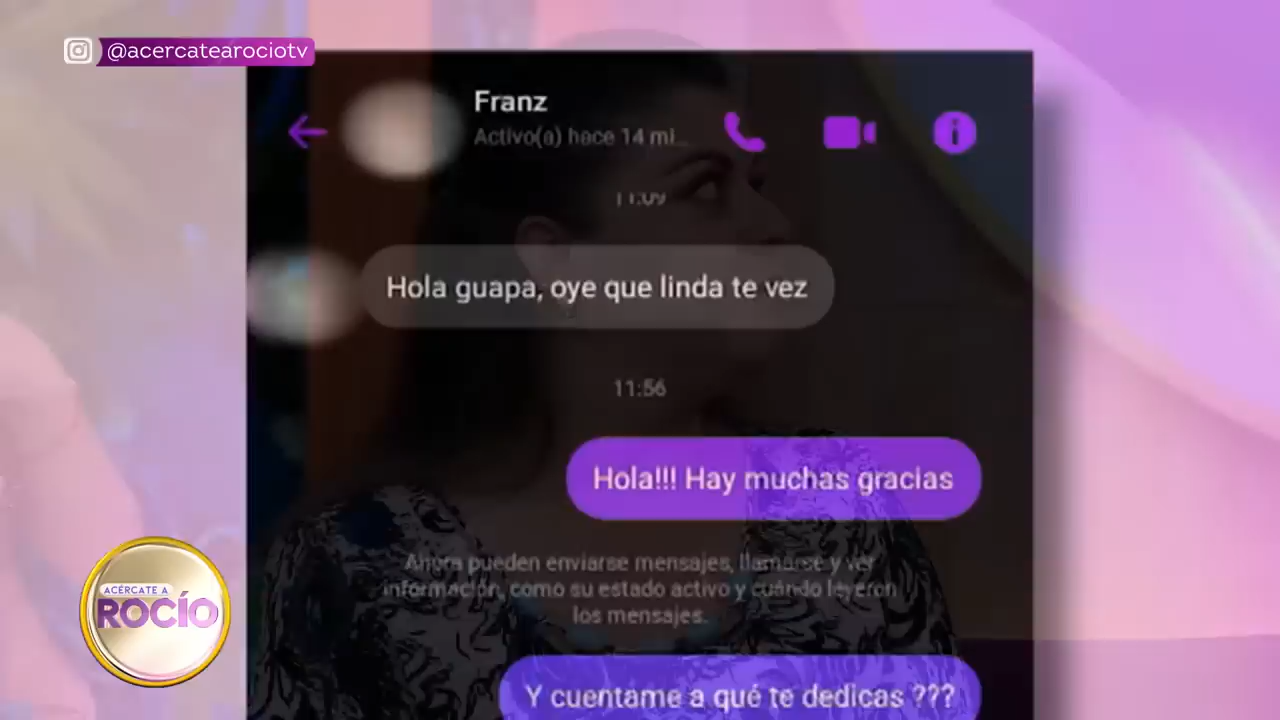 @acercatearociotv
Franz
Activo(a) hace 14 mi...
11:09
Hola guapa, oye que linda te vez
11:56
Hola!!! Hay muchas gracias
Ahora pueden enviarse mensajes, llamarse y ver
información, como su estado activo y cuándo leyeron
los mensajes.
Y cuentame a qué te dedicas ???
ACÉRCATE A
ROCÍO